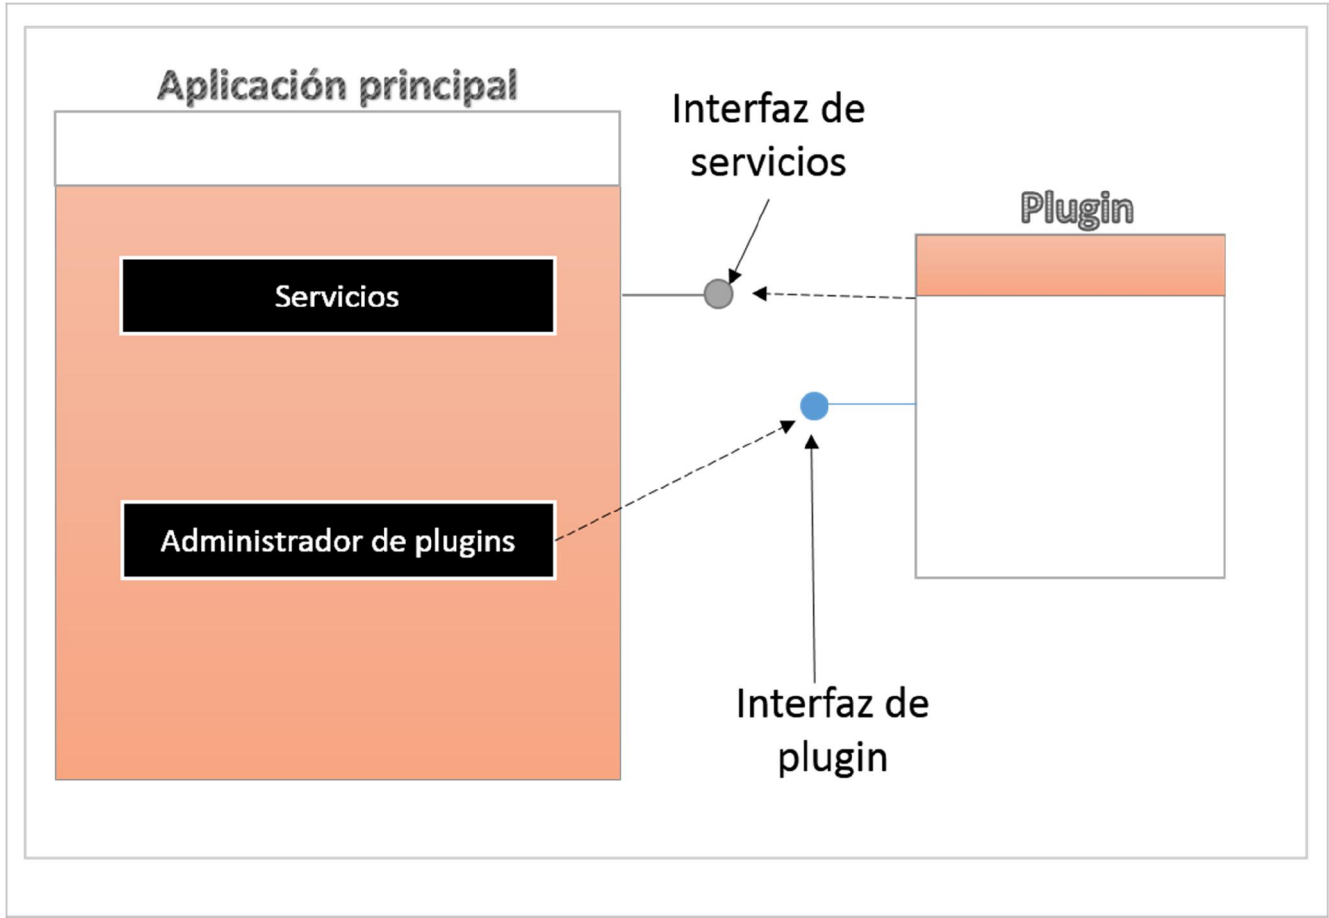 Aplicación principal
Interfaz de
servicios
Plugin
Servicios
Administrador de plugins
Interfaz de
plugin